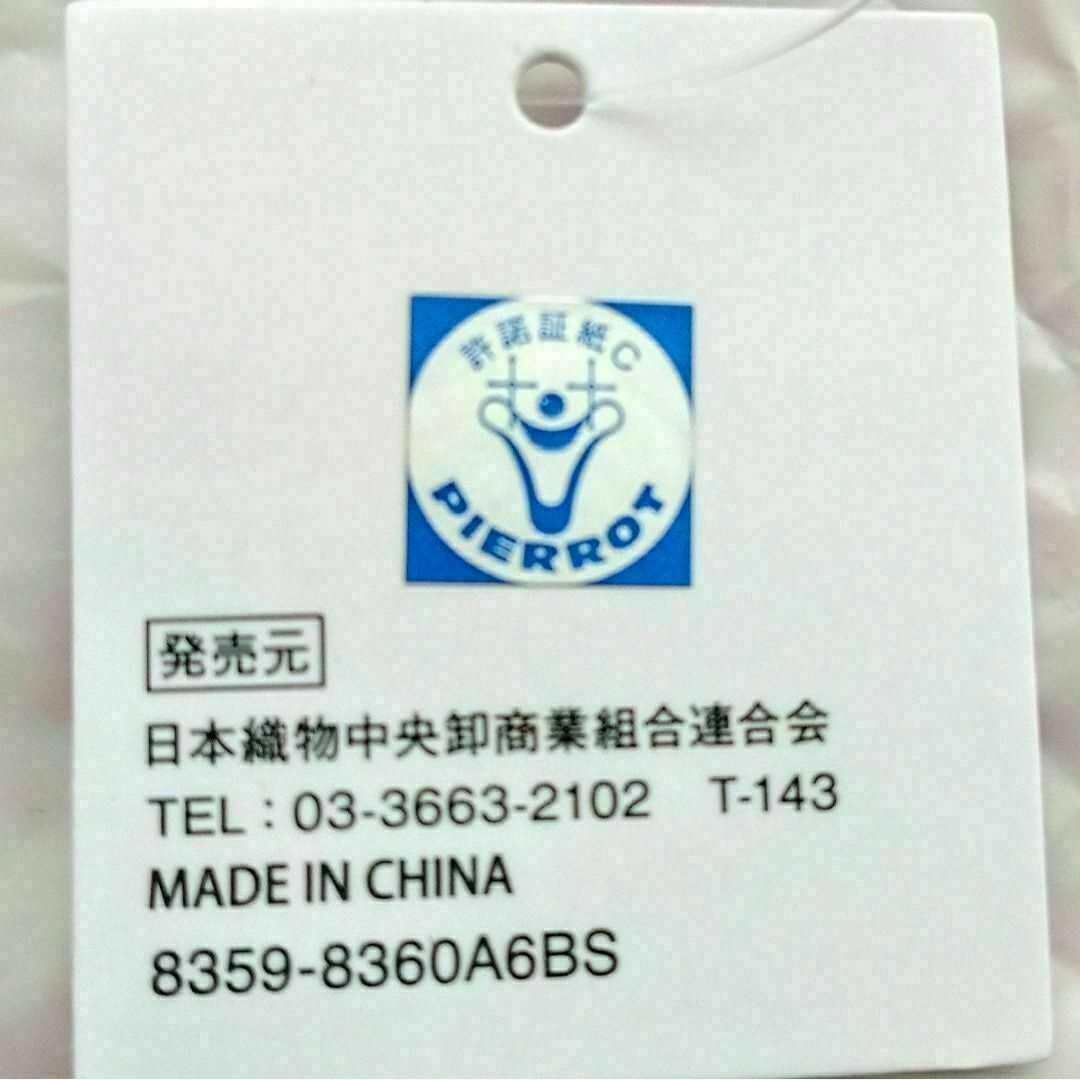 許諾証紙C
PIERROT
発売元
日本織物中央卸商業組合連合会
TEL：03-3663-2102 T-143
MADE IN CHINA
8359-8360A6BS